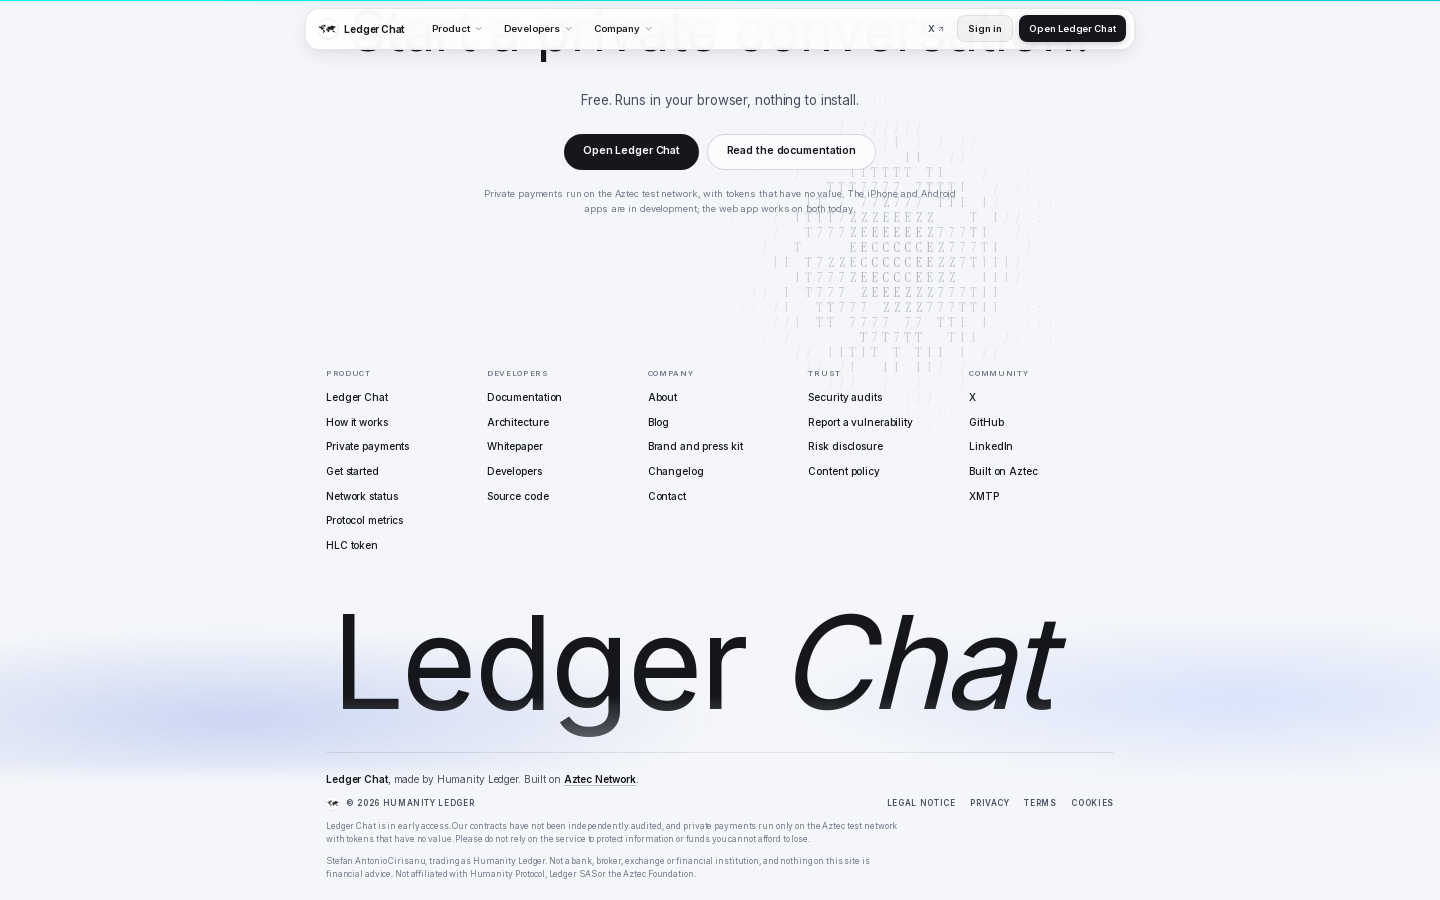 Ledger Chat
Product
Developers
Company
X ↗
Sign in
Open Ledger Chat
Start a private conversation.
Free. Runs in your browser, nothing to install.
Open Ledger Chat
Read the documentation
Private payments run on the Aztec test network, with tokens that have no value. The iPhone and Android
apps are in development; the web app works on both today.
PRODUCT
Ledger Chat
How it works
Private payments
Get started
Network status
Protocol metrics
HLC token
DEVELOPERS
Documentation
Architecture
Whitepaper
Developers
Source code
COMPANY
About
Blog
Brand and press kit
Changelog
Contact
TRUST
Security audits
Report a vulnerability
Risk disclosure
Content policy
COMMUNITY
X
GitHub
LinkedIn
Built on Aztec
XMTP
Ledger Chat
Ledger Chat, made by Humanity Ledger. Built on Aztec Network.
© 2026 HUMANITY LEDGER
LEGAL NOTICE
PRIVACY
TERMS
COOKIES
Ledger Chat is in early access. Our contracts have not been independently audited, and private payments run only on the Aztec test network
with tokens that have no value. Please do not rely on the service to protect information or funds you cannot afford to lose.
Stefan Antonio Cirisanu, trading as Humanity Ledger. Not a bank, broker, exchange or financial institution, and nothing on this site is
financial advice. Not affiliated with Humanity Protocol, Ledger SAS or the Aztec Foundation.